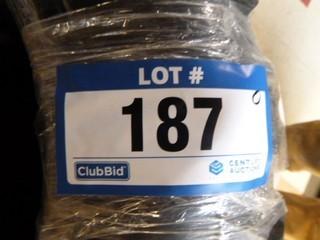 LOT #
187
ClubBid
CENTURY
AUCTIONS